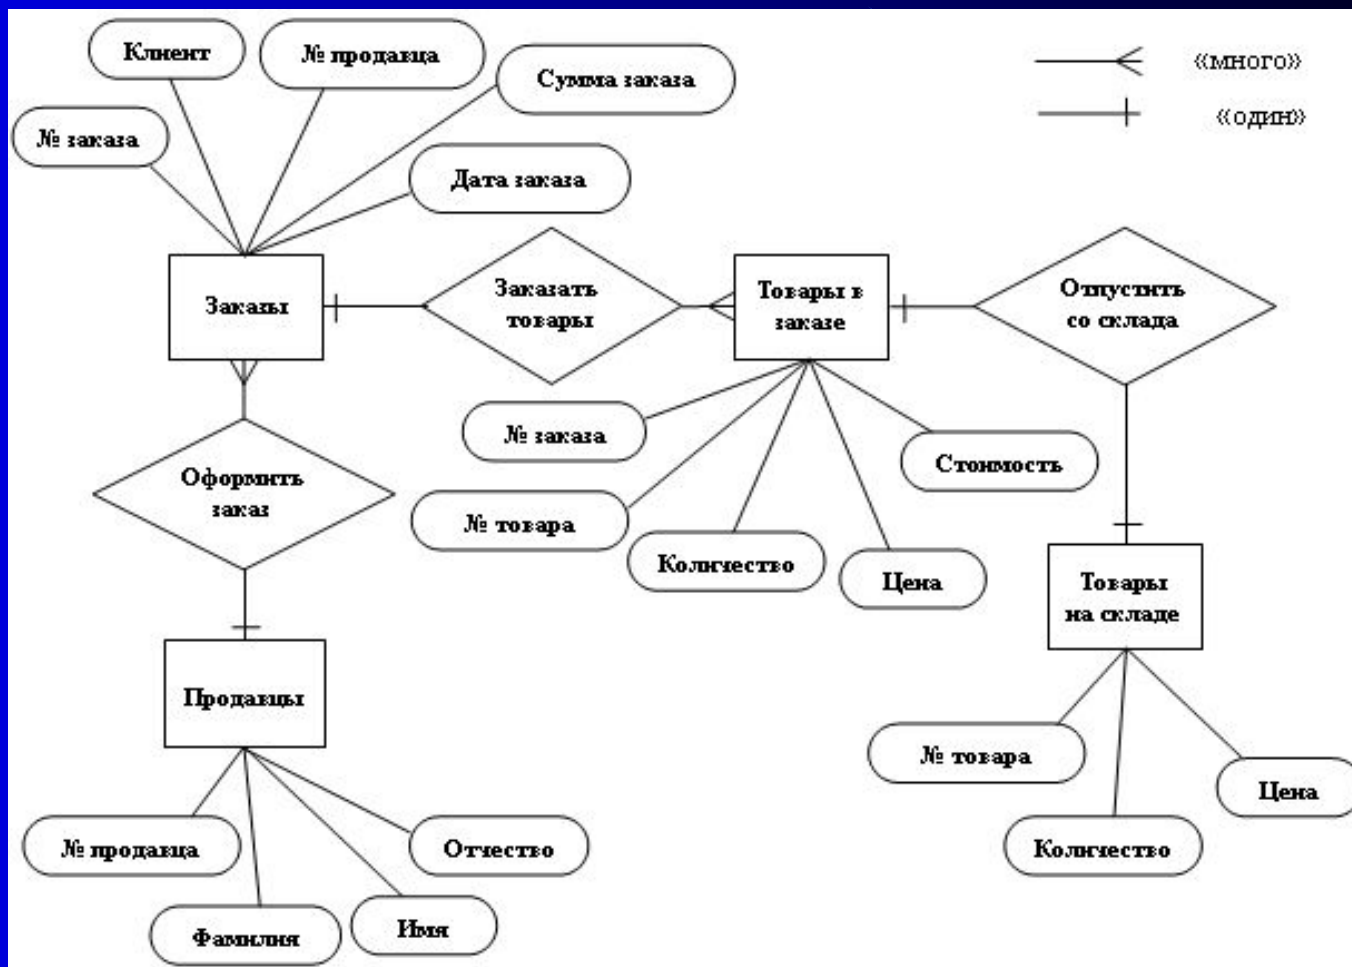 Клиент
№ продавца
Сумма заказа
№ заказа
Дата заказа
«много»
«один»
Заказы
Заказать
товары
Товары в
заказе
Отпустить
со склада
№ заказа
Стоимость
№ товара
Количество
Цена
Оформить
заказ
Товары
на складе
Продавцы
№ товара
Цена
Количество
№ продавца
Отчество
Фамилия
Имя